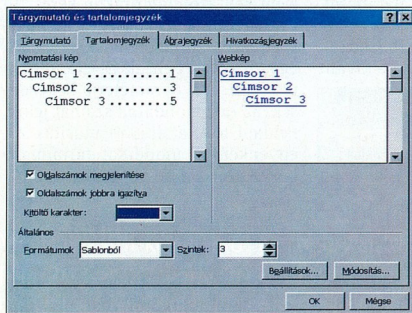 Tárgymutató és tartalomjegyzék
Tárgymutató Tartalomjegyzék Ábrajegyzék Hivatkozásjegyzék
Nyomtatási kép
Címsor 1 ...........1
Címsor 2..........3
Címsor 3........5
Webkép
Címsor 1
Címsor 2
Címsor 3
Oldalszámok megjelenítése
Oldalszámok jobbra igazítva
Kitöltő karakter:
Általános
Formátumok Sablonból Szintek: 3
Beállítások... Módosítás...
OK Mégse